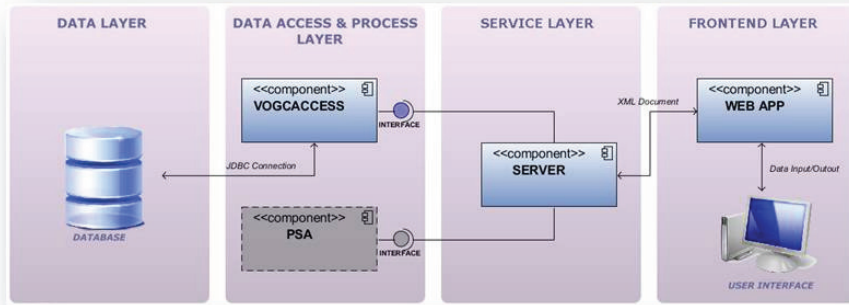 DATA LAYER
DATA ACCESS & PROCESS
LAYER
SERVICE LAYER
FRONTEND LAYER
<<component>>
VOGCACCESS
INTERFACE
<<component>>
WEB APP
XML Document
<<component>>
SERVER
JDBC Connection
Data Input/Outout
<<component>>
PSA
INTERFACE
DATABASE
USER INTERFACE